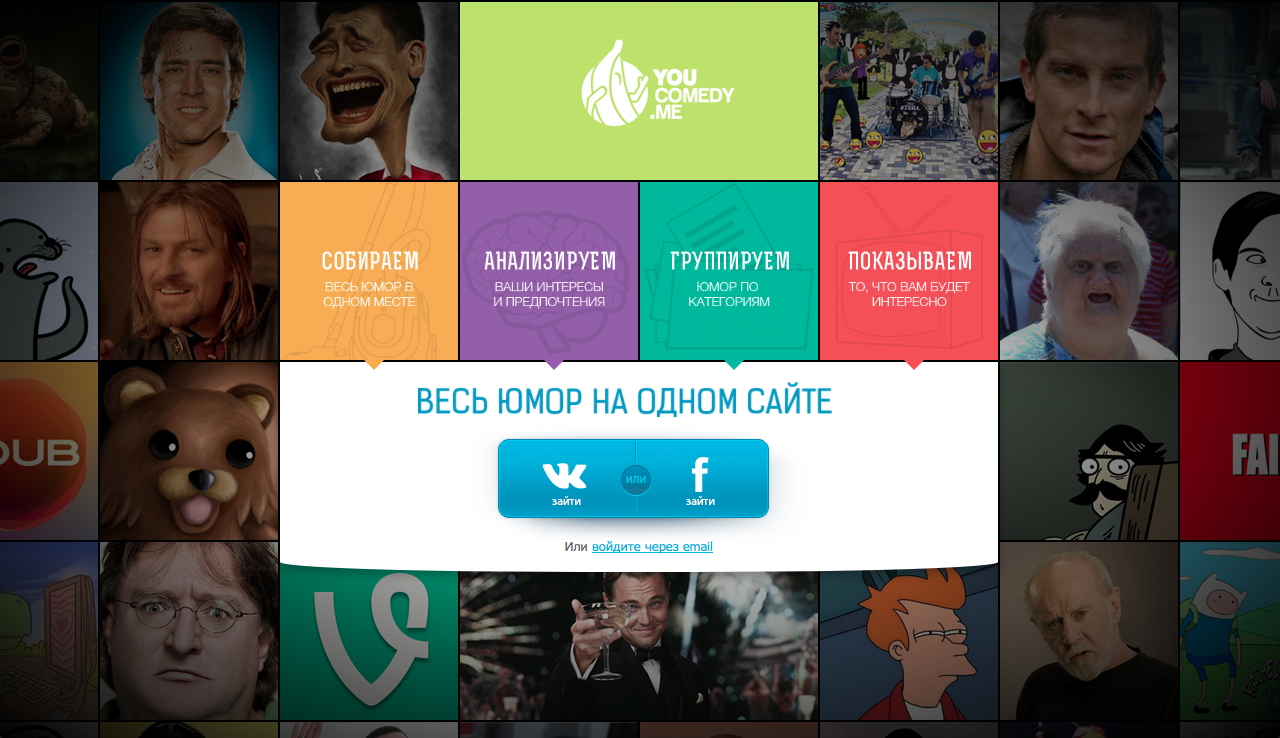 YOU
COMEDY
.ME
СОБИРАЕМ
ВЕСЬ ЮМОР В
ОДНОМ МЕСТЕ
АНАЛИЗИРУЕМ
ВАШИ ИНТЕРЕСЫ
И ПРЕДПОЧТЕНИЯ
ГРУППИРУЕМ
ЮМОР ПО
КАТЕГОРИЯМ
ПОКАЗЫВАЕМ
ТО, ЧТО ВАМ БУДЕТ
ИНТЕРЕСНО
ВЕСЬ ЮМОР НА ОДНОМ САЙТЕ
OUB
FAI
зайти
или
f
зайти
Или войдите через email